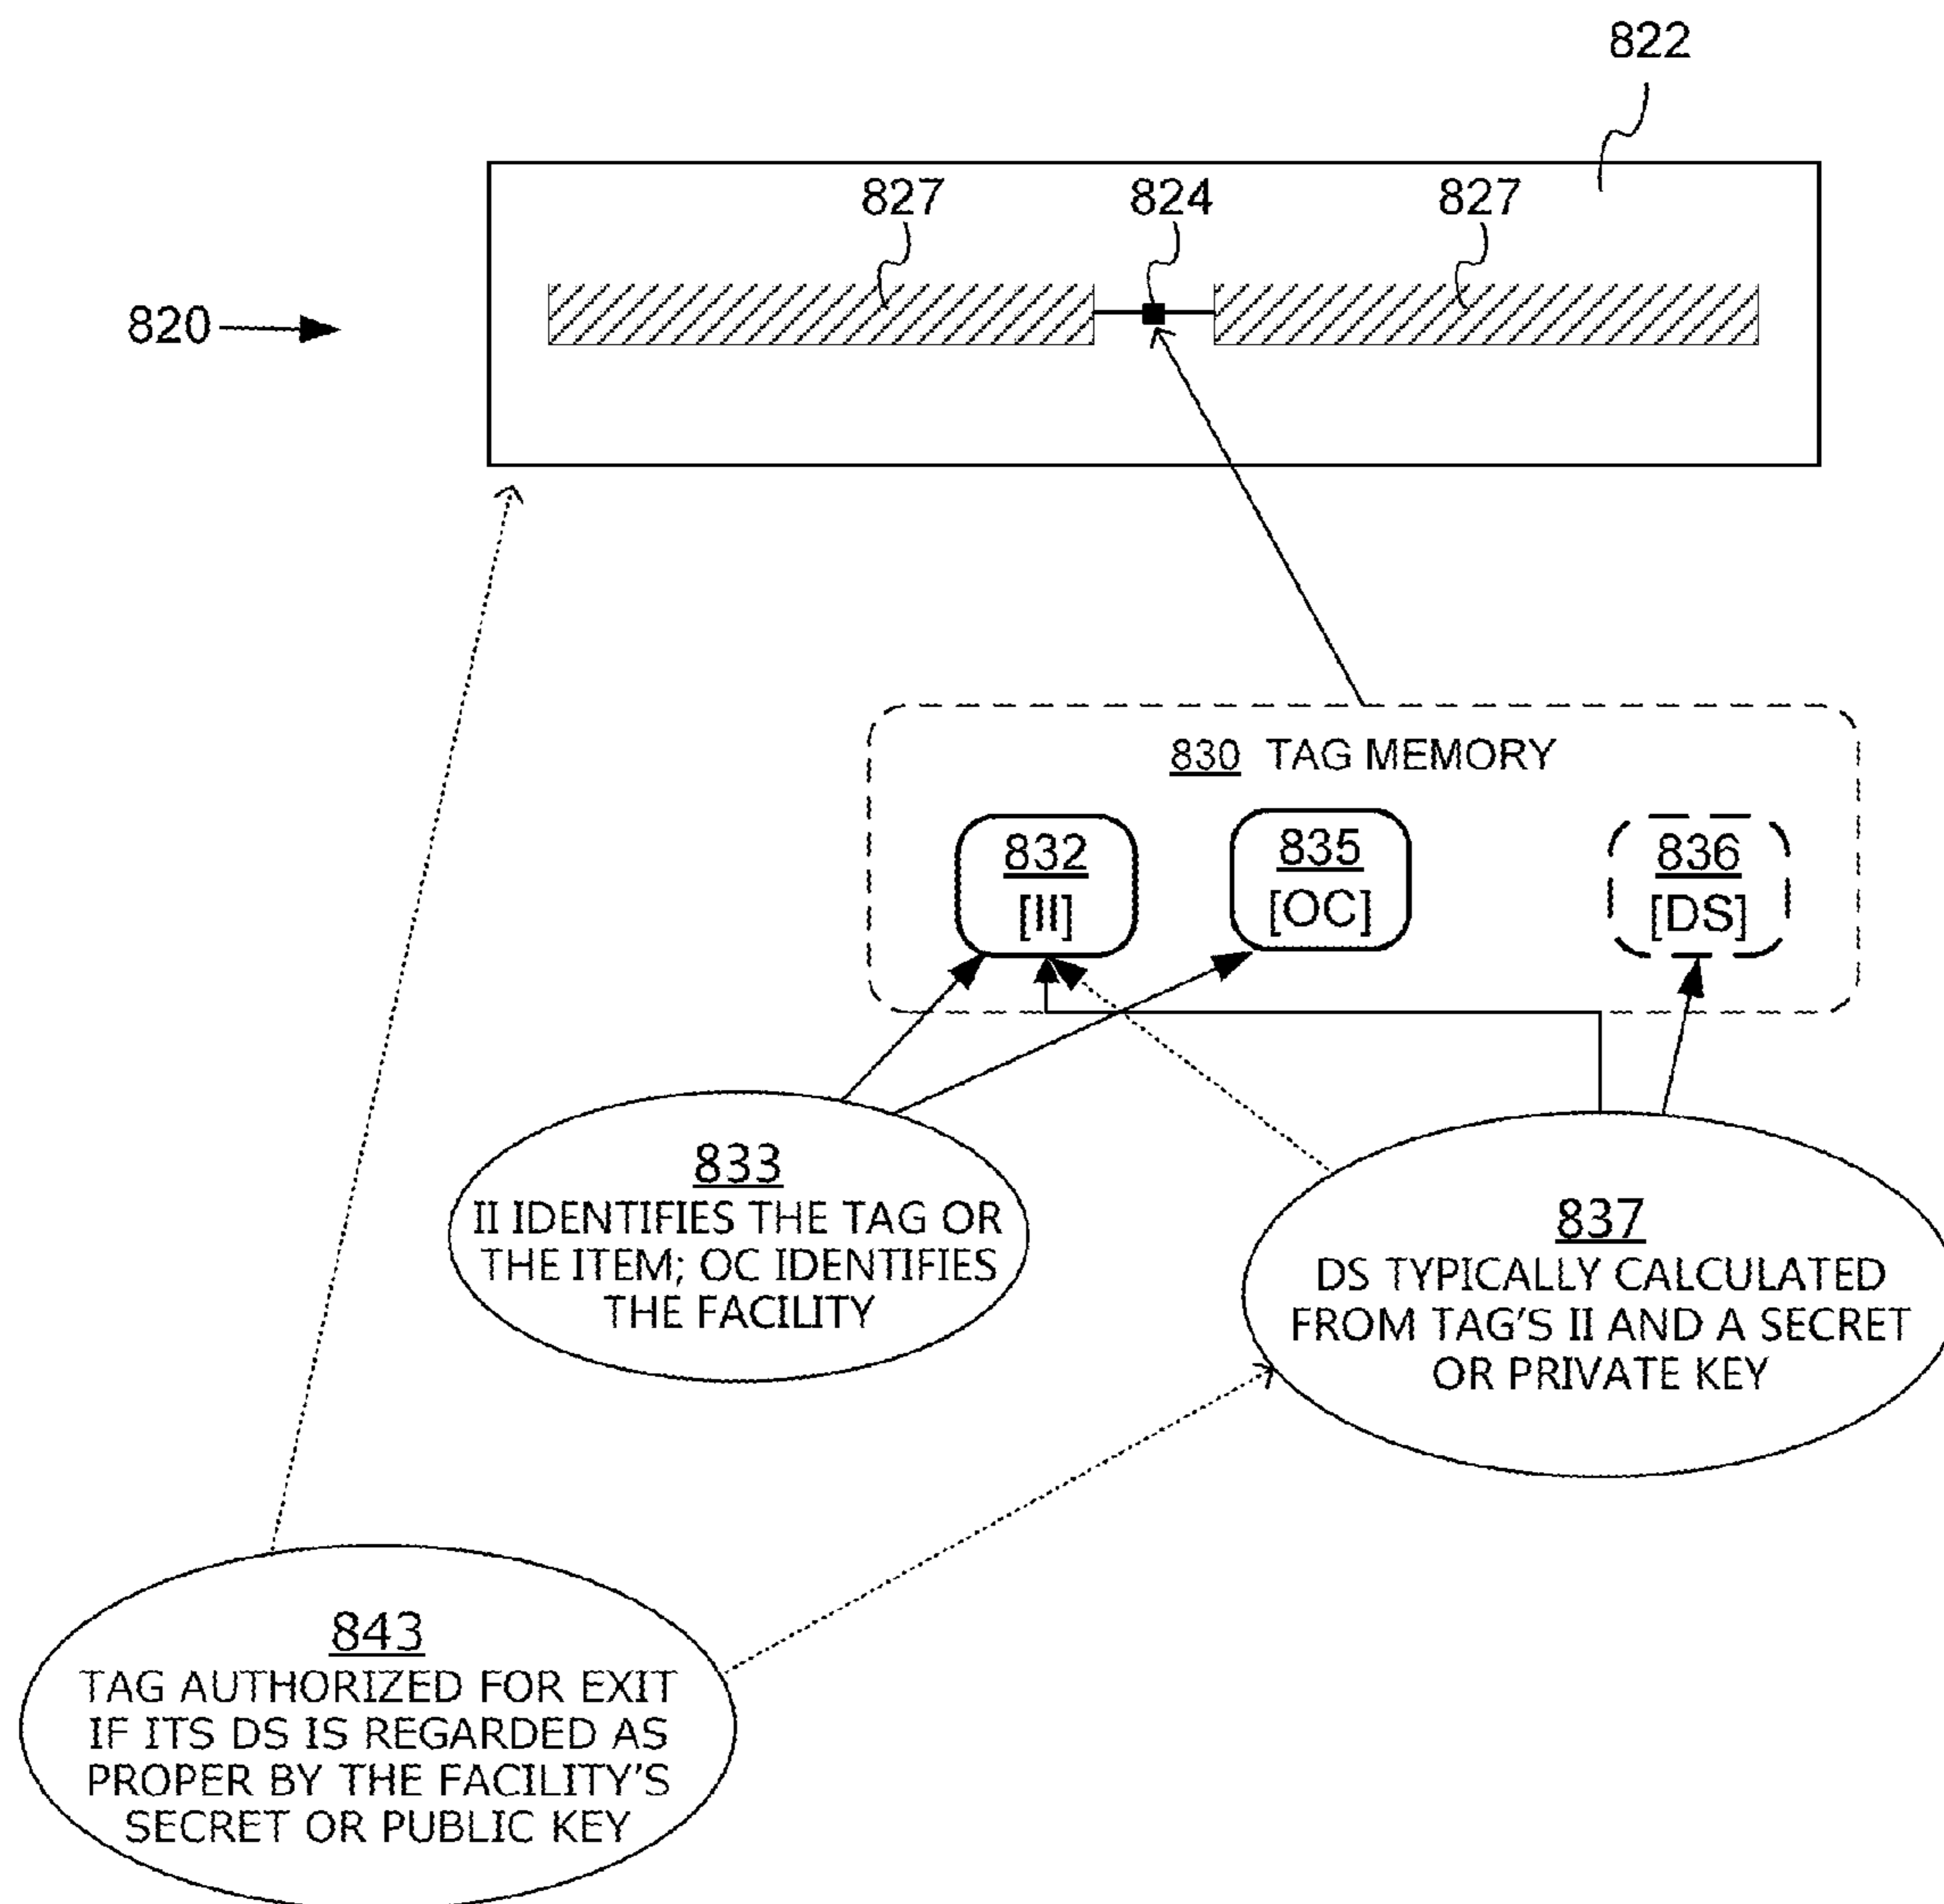 822
827 824 827
820
830 TAG MEMORY
832 835 836
[II] [OC] [DS]
833
II IDENTIFIES THE TAG OR
THE ITEM; OC IDENTIFIES
THE FACILITY
837
DS TYPICALLY CALCULATED
FROM TAG'S II AND A SECRET
OR PRIVATE KEY
843
TAG AUTHORIZED FOR EXIT
IF ITS DS IS REGARDED AS
PROPER BY THE FACILITY'S
SECRET OR PUBLIC KEY